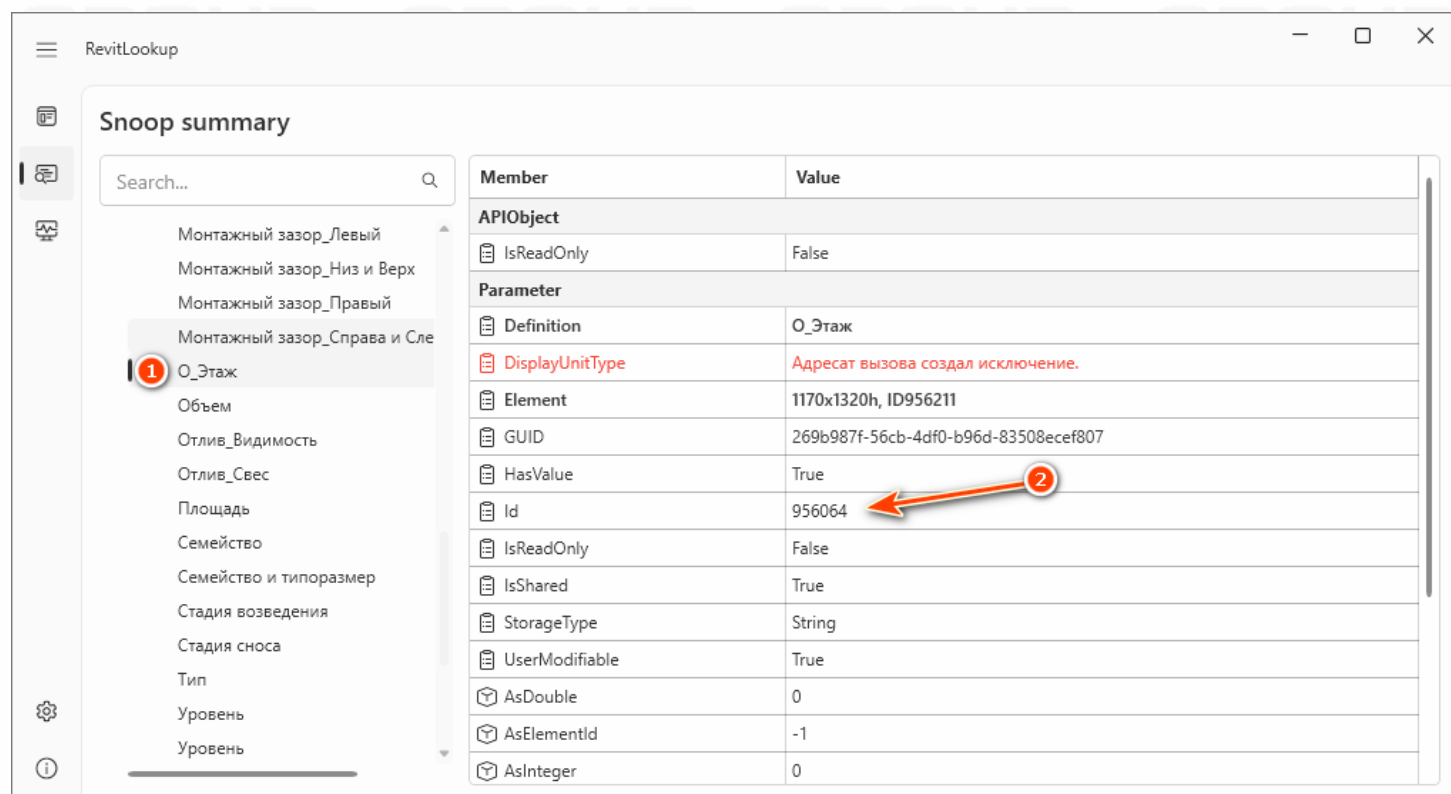 RevitLookup
Snoop summary
Search...
Монтажный зазор_Левый
Монтажный зазор_Низ и Верх
Монтажный зазор_Правый
Монтажный зазор_Справа и Сле
1
О_Этаж
Объем
Отлив_Видимость
Отлив_Свес
Площадь
Семейство
Семейство и типоразмер
Стадия возведения
Стадия сноса
Тип
Уровень
Уровень
Member Value
APIObject
IsReadOnly False
Parameter
Definition О_Этаж
DisplayUnitType Адресат вызова создал исключение.
Element 1170x1320h, ID956211
GUID 269b987f-56cb-4df0-b96d-83508ecef807
HasValue True
2
Id 956064
IsReadOnly False
IsShared True
StorageType String
UserModifiable True
AsDouble 0
AsElementId -1
AsInteger 0